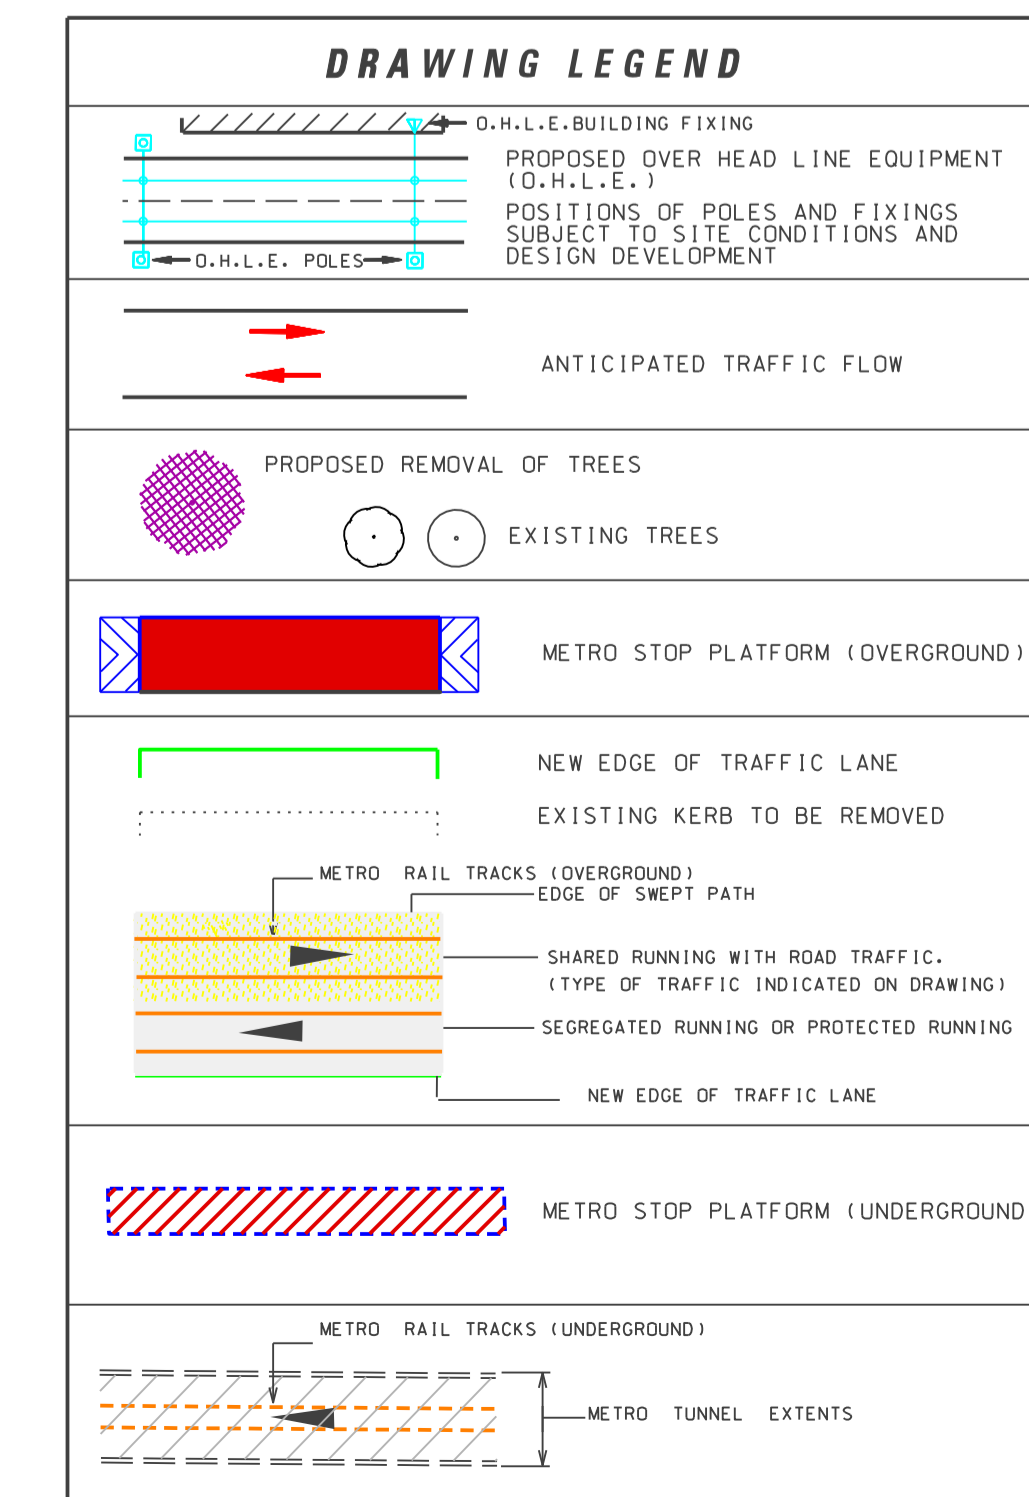 DRAWING LEGEND
O.H.L.E.BUILDING FIXING
PROPOSED OVER HEAD LINE EQUIPMENT
(O.H.L.E.)
POSITIONS OF POLES AND FIXINGS
SUBJECT TO SITE CONDITIONS AND
DESIGN DEVELOPMENT
O.H.L.E. POLES
ANTICIPATED TRAFFIC FLOW
PROPOSED REMOVAL OF TREES
EXISTING TREES
METRO STOP PLATFORM (OVERGROUND)
NEW EDGE OF TRAFFIC LANE
EXISTING KERB TO BE REMOVED
METRO RAIL TRACKS (OVERGROUND)
EDGE OF SWEPT PATH
SHARED RUNNING WITH ROAD TRAFFIC.
(TYPE OF TRAFFIC INDICATED ON DRAWING)
SEGREGATED RUNNING OR PROTECTED RUNNING
NEW EDGE OF TRAFFIC LANE
METRO STOP PLATFORM (UNDERGROUND
METRO RAIL TRACKS (UNDERGROUND)
METRO TUNNEL EXTENTS